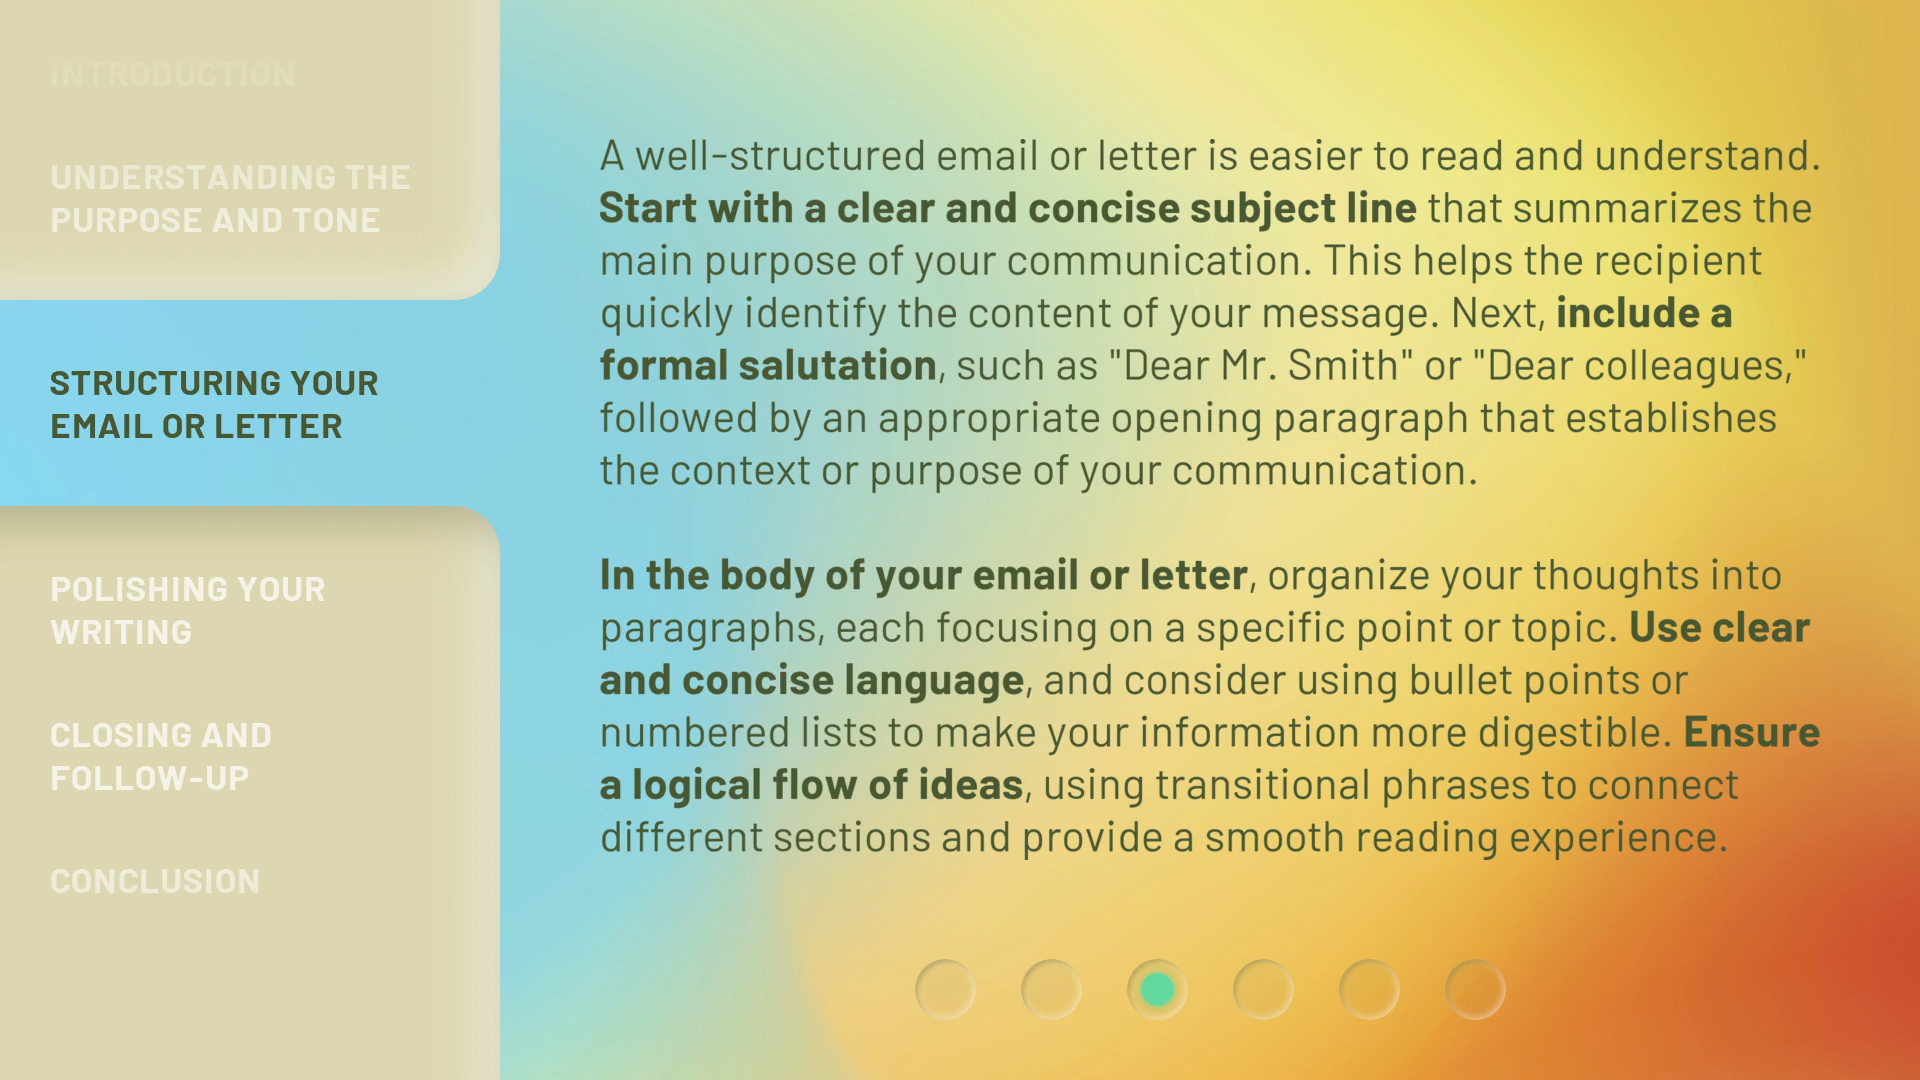 INTRODUCTION
UNDERSTANDING THE
PURPOSE AND TONE
STRUCTURING YOUR
EMAIL OR LETTER
POLISHING YOUR
WRITING
CLOSING AND
FOLLOW-UP
CONCLUSION
A well-structured email or letter is easier to read and understand.
Start with a clear and concise subject line that summarizes the
main purpose of your communication. This helps the recipient
quickly identify the content of your message. Next, include a
formal salutation, such as "Dear Mr. Smith" or "Dear colleagues,"
followed by an appropriate opening paragraph that establishes
the context or purpose of your communication.
In the body of your email or letter, organize your thoughts into
paragraphs, each focusing on a specific point or topic. Use clear
and concise language, and consider using bullet points or
numbered lists to make your information more digestible. Ensure
a logical flow of ideas, using transitional phrases to connect
different sections and provide a smooth reading experience.